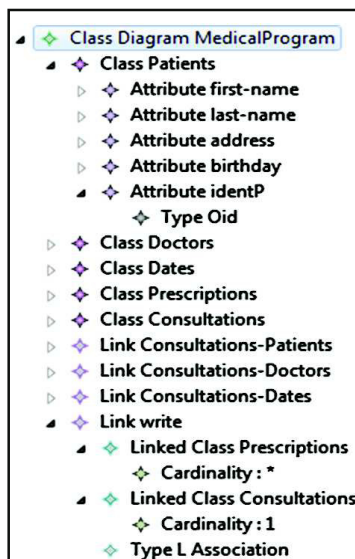 Class Diagram MedicalProgram
Class Patients
Attribute first-name
Attribute last-name
Attribute address
Attribute birthday
Attribute identP
Type Oid
Class Doctors
Class Dates
Class Prescriptions
Class Consultations
Link Consultations-Patients
Link Consultations-Doctors
Link Consultations-Dates
Link write
Linked Class Prescriptions
Cardinality : *
Linked Class Consultations
Cardinality : 1
Type L Association